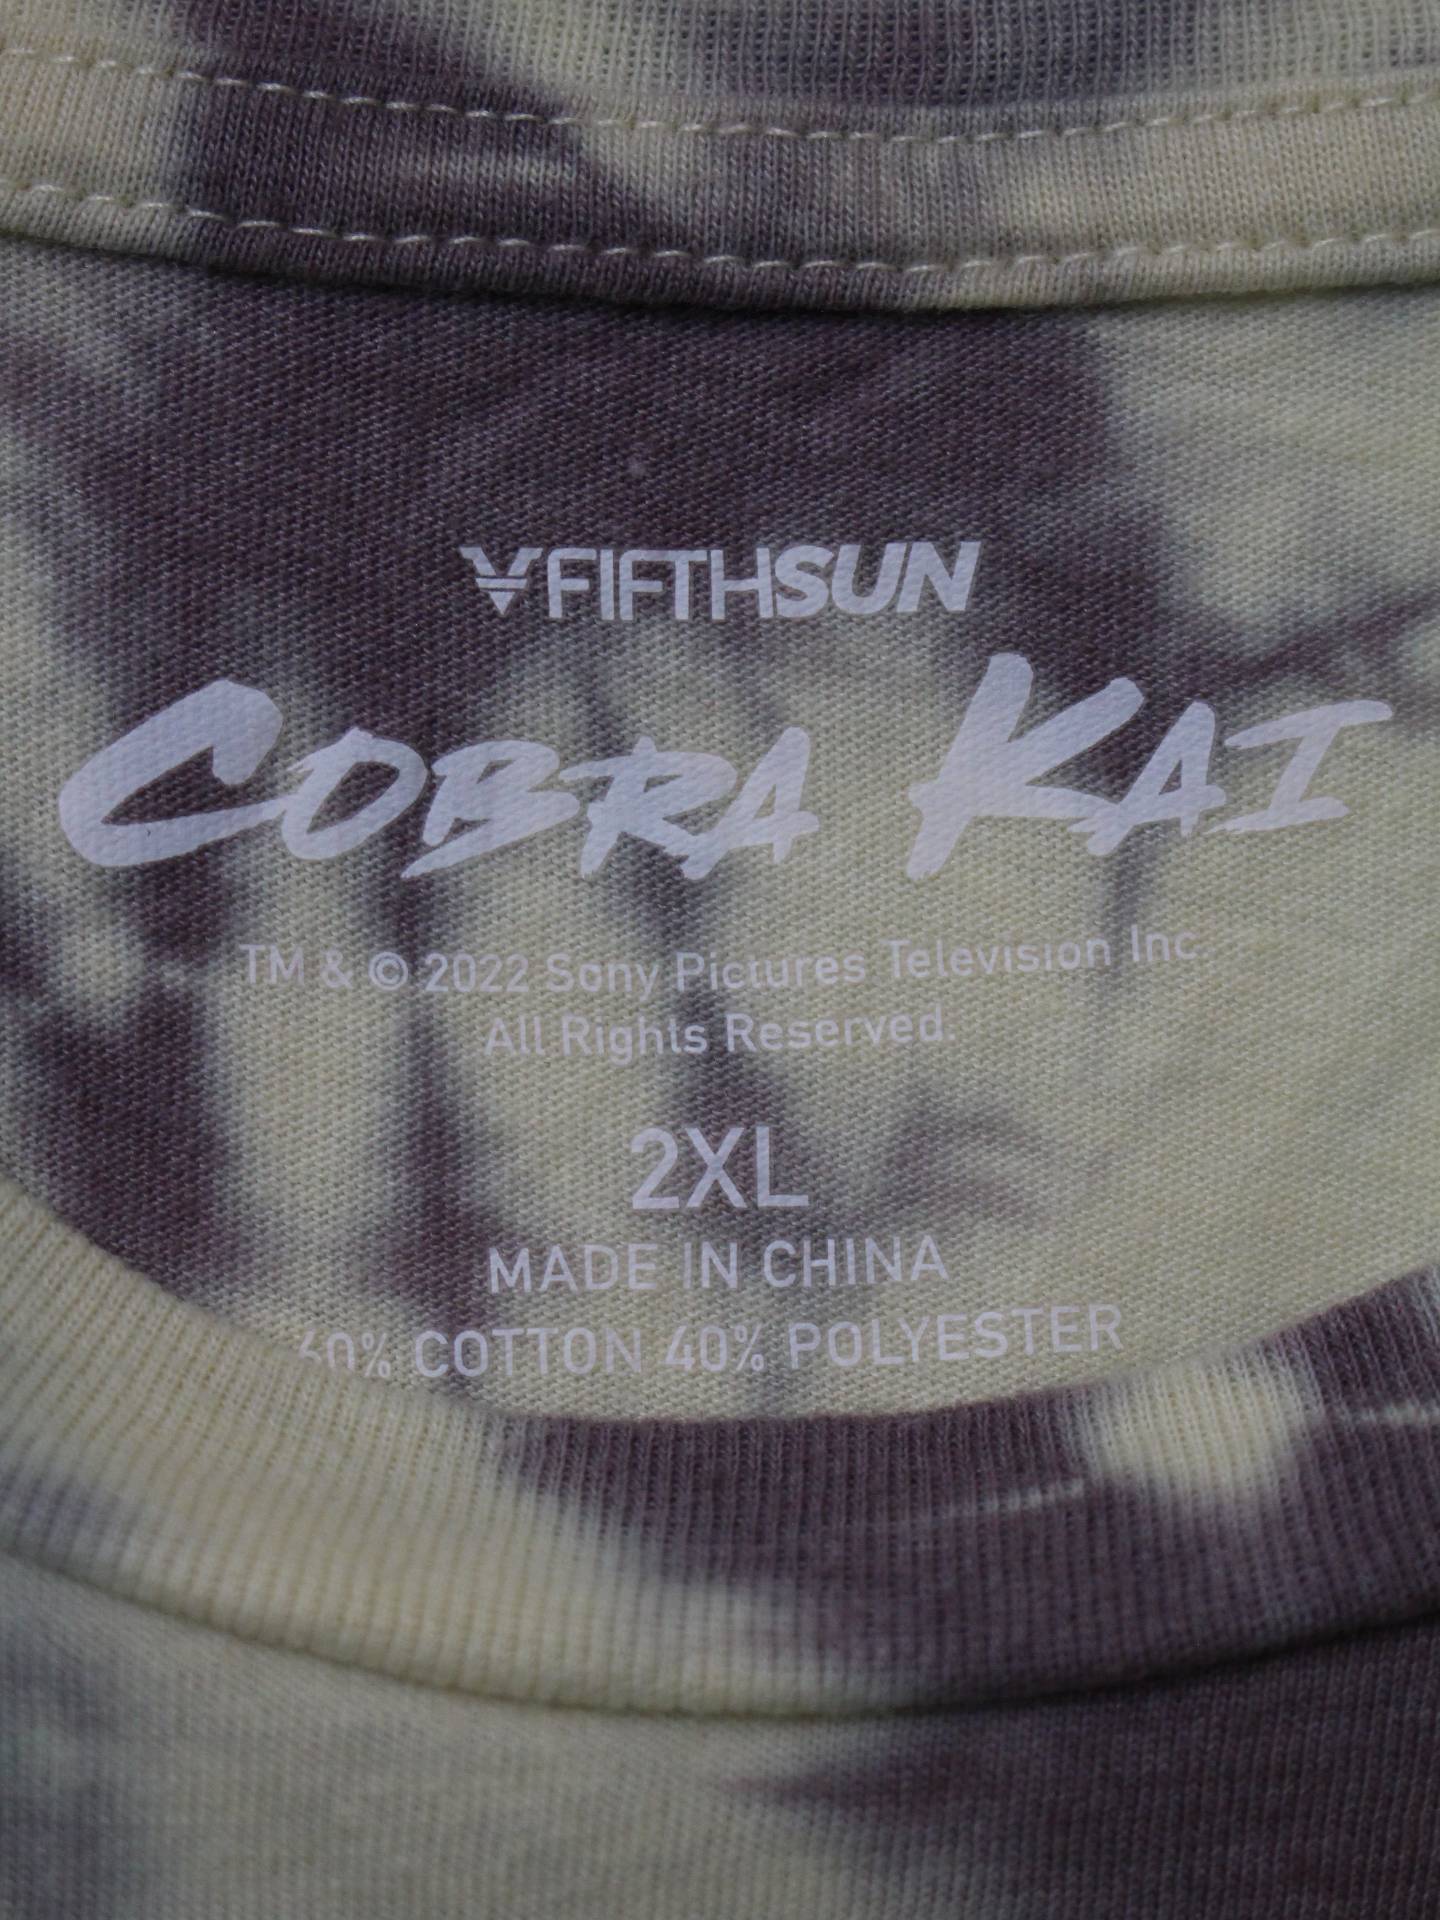 FIFTHSUN
COBRA KAI
TM & © 2022 Sony Pictures Television Inc.
All Rights Reserved.
2XL
MADE IN CHINA
60% COTTON 40% POLYESTER